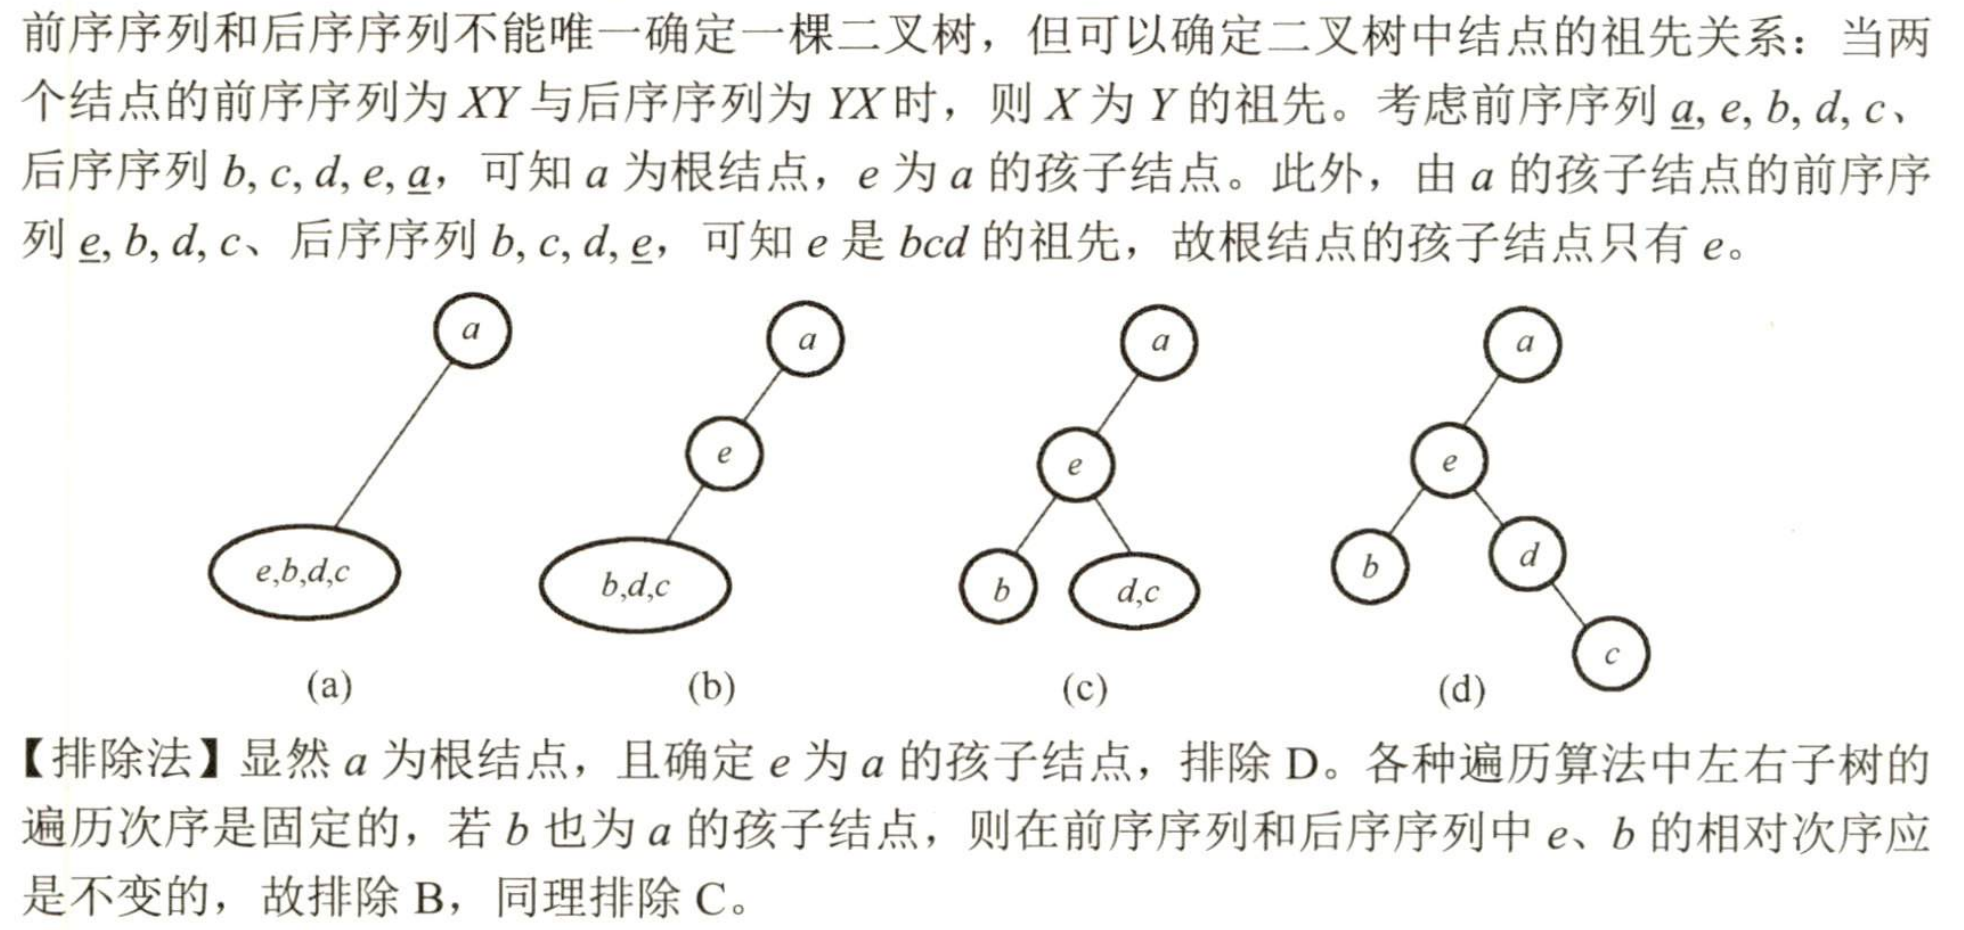 前序序列和后序序列不能唯一确定一棵二叉树，但可以确定二叉树中结点的祖先关系：当两
个结点的前序序列为 XY 与后序序列为 YX 时，则 X 为 Y 的祖先。考虑前序序列 a, e, b, d, c、
后序序列 b, c, d, e, a，可知 a 为根结点，e 为 a 的孩子结点。此外，由 a 的孩子结点的前序序
列 e, b, d, c、后序序列 b, c, d, e，可知 e 是 bcd 的祖先，故根结点的孩子结点只有 e。
a
e,b,d,c
(a)
a
e
b,d,c
(b)
a
e
b
d,c
(c)
a
e
b
d
c
(d)
【排除法】显然 a 为根结点，且确定 e 为 a 的孩子结点，排除 D。各种遍历算法中左右子树的
遍历次序是固定的，若 b 也为 a 的孩子结点，则在前序序列和后序序列中 e、b 的相对次序应
是不变的，故排除 B，同理排除 C。